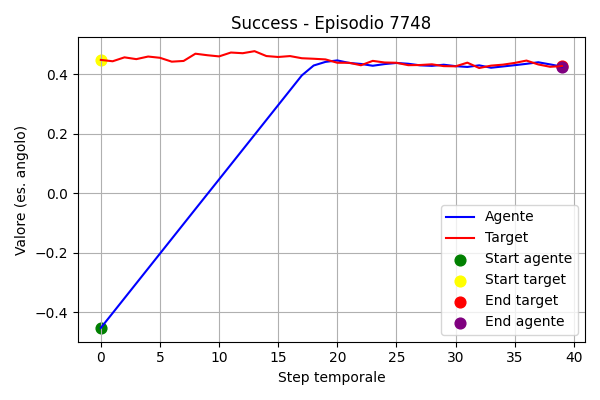 Success - Episodio 7748
Valore (es. angolo)
0.4
0.2
0.0
−0.2
−0.4
Agente
Target
Start agente
Start target
End target
End agente
0 5 10 15 20 25 30 35 40
Step temporale